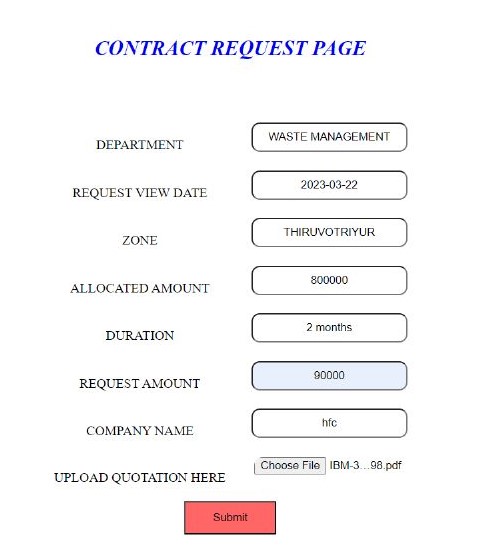 CONTRACT REQUEST PAGE
DEPARTMENT WASTE MANAGEMENT
REQUEST VIEW DATE 2023-03-22
ZONE THIRUVOTRIYUR
ALLOCATED AMOUNT 800000
DURATION 2 months
REQUEST AMOUNT 90000
COMPANY NAME hfc
UPLOAD QUOTATION HERE Choose File IBM-3...98.pdf
Submit